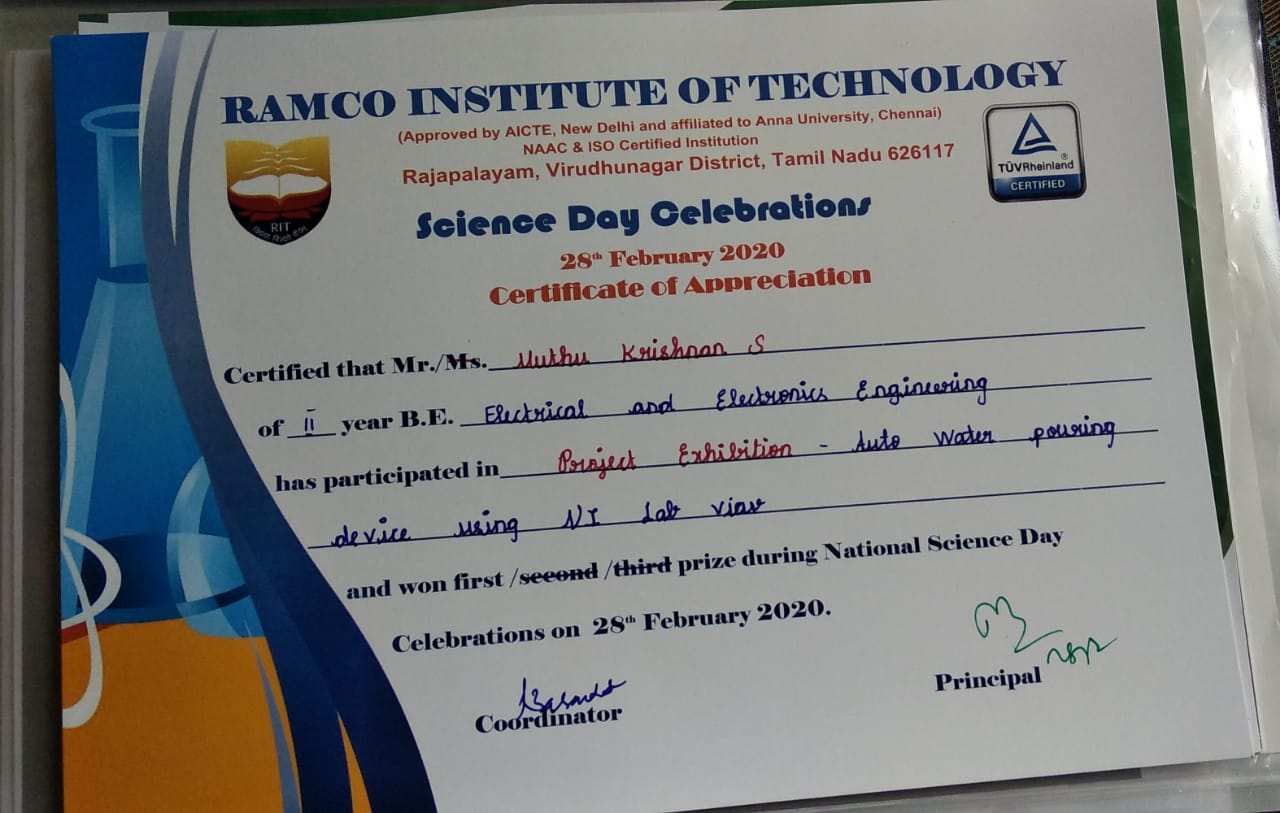 RAMCO INSTITUTE OF TECHNOLOGY
(Approved by AICTE, New Delhi and affiliated to Anna University, Chennai)
NAAC & ISO Certified Institution
Rajapalayam, Virudhunagar District, Tamil Nadu 626117
RIT
TÜVRheinland®
CERTIFIED
Science Day Celebrations
28th February 2020
Certificate of Appreciation
Certified that Mr./Ms. Muthu Krishnan S
of II year B.E. Electrical and Electronics Engineering
has participated in Project Exhibition - Auto Water pouring
device using NI Lab view
and won first /second /third prize during National Science Day
Celebrations on 28th February 2020.
Coordinator
Principal